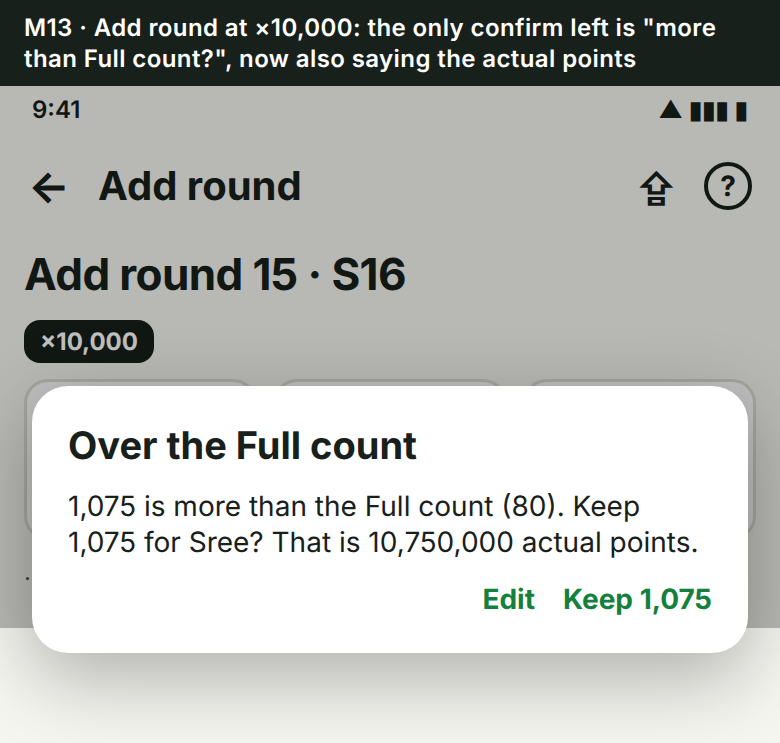 M13 · Add round at ×10,000: the only confirm left is "more
than Full count?", now also saying the actual points
9:41
Add round
?
Add round 15 · S16
×10,000
Over the Full count
1,075 is more than the Full count (80). Keep
1,075 for Sree? That is 10,750,000 actual points.
Edit Keep 1,075